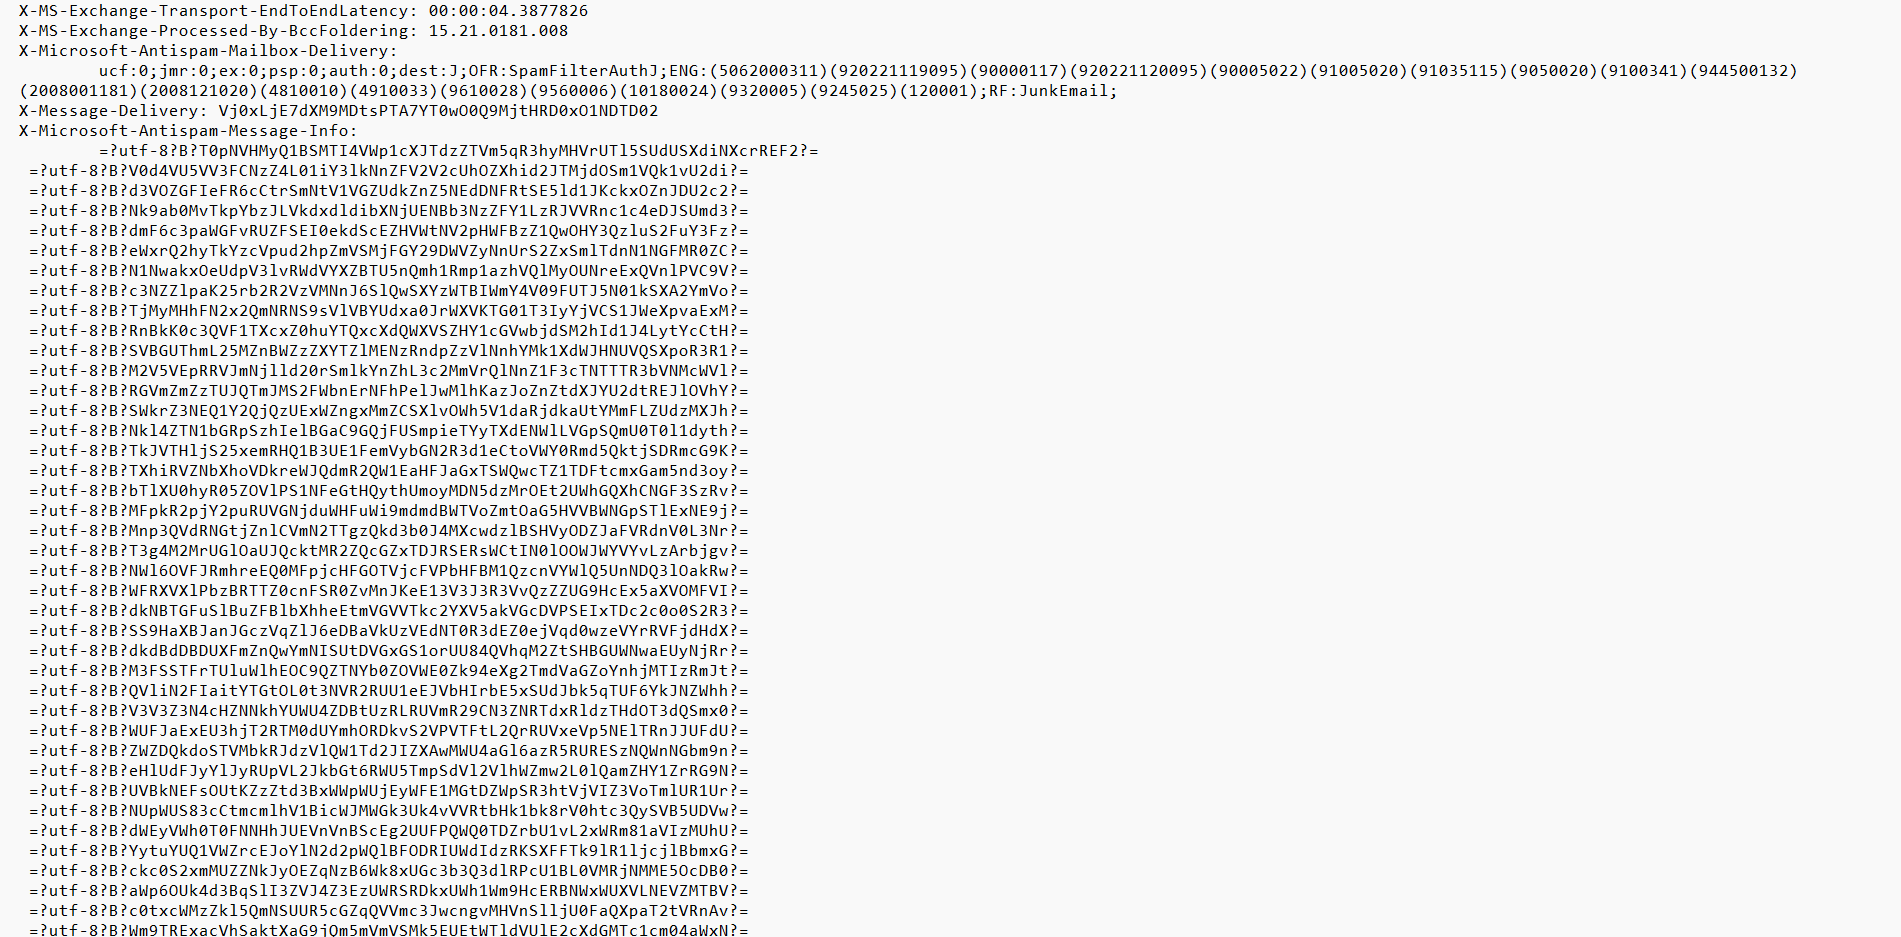 X-MS-Exchange-Transport-EndToEndLatency: 00:00:04.3877826
X-MS-Exchange-Processed-By-BccFoldering: 15.21.0181.008
X-Microsoft-Antispam-Mailbox-Delivery:
ucf:0;jmr:0;ex:0;psp:0;auth:0;dest:J;OFR:SpamFilterAuthJ;ENG:(5062000311)(920221119095)(90000117)(920221120095)(90005022)(91005020)(91035115)(9050020)(9100341)(944500132)
(2008001181)(2008121020)(4810010)(4910033)(9610028)(9560006)(10180024)(9320005)(9245025)(120001);RF:JunkEmail;
X-Message-Delivery: Vj0xLjE7dXM9MDtsPTA7YT0wO0Q9MjtHRD0xO1NDTD02
X-Microsoft-Antispam-Message-Info:
=?utf-8?B?T0pNVHMyQ1BSMTI4VWp1cXJTdzZTVm5qR3hyMHVrUTl5SUdUSXdiNXcrREF2?=
=?utf-8?B?V0d4VU5VV3FCNzZ4L01iY3lkNnZFV2V2cUhOZXhid2JTMjdOSm1VQk1vU2di?=
=?utf-8?B?d3VOZGFIeFR6cCtrSmNtV1VGZUdkZnZ5NEdDNFRtSE5ld1JKckxOZnJDU2c2?=
=?utf-8?B?Nk9ab0MvTkpYbzJLVkdxdldibXNjUENBb3NzZFY1LzRJVVRnc1c4eDJSUmd3?=
=?utf-8?B?dmF6c3paWGFvRUZFSEI0ekdScEZHVWtNV2pHWFBzZ1QwOHY3QzluS2FuY3Fz?=
=?utf-8?B?eWxrQ2hyTkYzcVpud2hpZmVSMjFGY29DWVZyNnUrS2ZxSmlTdnN1NGFMR0ZC?=
=?utf-8?B?N1NwakxOeUdpV3lvRWdVYXZBTU5nQmh1Rmp1azhVQlMyOUNreExQVnlPVC9V?=
=?utf-8?B?c3NZZlpaK25rb2R2VzVMNnJ6SlQwSXYzWTBIWmY4V09FUTJ5N01kSXA2YmVo?=
=?utf-8?B?TjMyMHhFN2x2QmNRNS9sVlVBYUdxa0JrWXVKTG01T3IyYjVCS1JWeXpvaExM?=
=?utf-8?B?RnBkK0c3QVF1TXcxZ0huYTQxcXdQWXVSZHY1cGVwbjdSM2hId1J4LytYcCtH?=
=?utf-8?B?SVBGUThmL25MZnBWZzZXYTZlMENzRndpZzVlNnhYMk1XdWJHNUVQSXpoR3R1?=
=?utf-8?B?M2V5VEpRRVJmNjlld20rSmlkYnZhL3c2MmVrQlNnZ1F3cTNTTTR3bVNMcWVl?=
=?utf-8?B?RGVmZmZzTUJQTmJMS2FWbnErNFhPelJwMlhKazJoZnZtdXJYU2dtREJlOVhY?=
=?utf-8?B?SWkrZ3NEQ1Y2QjQzUExWZngxMmZCSXlvOWh5V1daRjdkaUtYMmFLZUdzMXJh?=
=?utf-8?B?Nkl4ZTN1bGRpSzhIelBGaC9GQjFUSmpieTYyTXdENWlLVGpSQmU0T0l1dyth?=
=?utf-8?B?TkJVTHljS25xemRHQ1B3UE1FemVybGN2R3d1eCtoVWY0Rmd5QktjSDRmcG9K?=
=?utf-8?B?TXhiRVZNbXhoVDkreWJQdmR2QW1EaHFJaGxTSWQwcTZ1TDFtcmxGam5nd3oy?=
=?utf-8?B?bTlXU0hyR05ZOVlPS1NFeGtHQythUmoyMDN5dzMrOEt2UWhGQXhCNGF3SzRv?=
=?utf-8?B?MFpkR2pjY2puRUVGNjduWHFuWi9mdmdBWTVoZmtOaG5HVVBWNGpSTlExNE9j?=
=?utf-8?B?Mnp3QVdRNGtjZnlCVmN2TTgzQkd3b0J4MXcwdzlBSHVyODZJaFVRdnV0L3Nr?=
=?utf-8?B?T3g4M2MrUGlOaUJQcktMR2ZQcGZxTDJRSERsWCtIN0lOOWJWYVYvLzArbjgv?=
=?utf-8?B?NWl6OVFJRmhreEQ0MFpjcHFGOTVjcFVPbHFBM1QzcnVYWlQ5UnNDQ3lOakRw?=
=?utf-8?B?WFRXVXlPbzBRTTZ0cnFSR0ZvMnJKeE13V3J3R3VvQzZZUG9HcEx5aXVOMFVI?=
=?utf-8?B?dkNBTGFuSlBuZFBlbXhheEtmVGVVTkc2YXV5akVGcDVPSEIxTDc2c0o0S2R3?=
=?utf-8?B?SS9HaXBJanJGczVqZlJ6eDBaVkUzVEdNT0R3dEZ0ejVqd0wzeVYrRVFjdHdX?=
=?utf-8?B?dkdBdDBDUXFmZnQwYmNISUtDVGxGS1orUU84QVhqM2ZtSHBGUWNwaEUyNjRr?=
=?utf-8?B?M3FSSTFrTUluWlhEOC9QZTNYb0ZOVWE0Zk94eXg2TmdVaGZoYnhjMTIzRmJt?=
=?utf-8?B?QVliN2FIaitYTGtOL0t3NVR2RUU1eEJVbHIrbE5xSUdJbk5qTUF6YkJNZWhh?=
=?utf-8?B?V3V3Z3N4cHZNNkhYUWU4ZDBtUzRLRUVmR29CN3ZNRTdxRldzTHdOT3dQSmx0?=
=?utf-8?B?WUFJaExEU3hjT2RTM0dUYmhORDkvS2VPVTFtL2QrRUVxeVp5NElTRnJJUFdU?=
=?utf-8?B?ZWZDQkdoSTVMbkRJdzVlQW1Td2JIZXAwMWU4aGl6azR5RURESzNQWnNGbm9n?=
=?utf-8?B?eHlUdFJyYlJyRUpVL2JkbGt6RWU5TmpSdVl2VlhWZmw2L0lQamZHY1ZrRG9N?=
=?utf-8?B?UVBkNEFsOUtKZzZtd3BxWWpWUjEyWFE1MGtDZWpSR3htVjVIZ3VoTmlUR1Ur?=
=?utf-8?B?NUpWUS83cCtmcmlhV1BicWJMWGk3Uk4vVVRtbHk1bk8rV0htc3QySVB5UDVw?=
=?utf-8?B?dWEyVWh0T0FNNHhJUEVnVnBScEg2UUFPQWQ0TDZrbU1vL2xWRm81aVIzMUhU?=
=?utf-8?B?YytuYUQ1VWZrcEJoYlN2d2pWQlBFODRIUWdIdzRKSXFFTk9lR1ljcjlBbmxG?=
=?utf-8?B?ckc0S2xmMUZZNkJyOEZqNzB6Wk8xUGc3b3Q3dlRPcU1BL0VMRjNMME5OcDB0?=
=?utf-8?B?aWp6OUk4d3BqSlI3ZVJ4Z3EzUWRSRDkxUWh1Wm9HcERBNWxWUXVLNEVZMTBV?=
=?utf-8?B?c0txcWMzZkl5QmNSUUR5cGZqQVVmc3JwcngvMHVnSlljU0FaQXpaT2tVRnAv?=
=?utf-8?B?Wm9TRExacVhSaktXaG9jQm5mVmVSMk5EUEtWTldVUlE2cXdGMTc1cm04aWxN?=